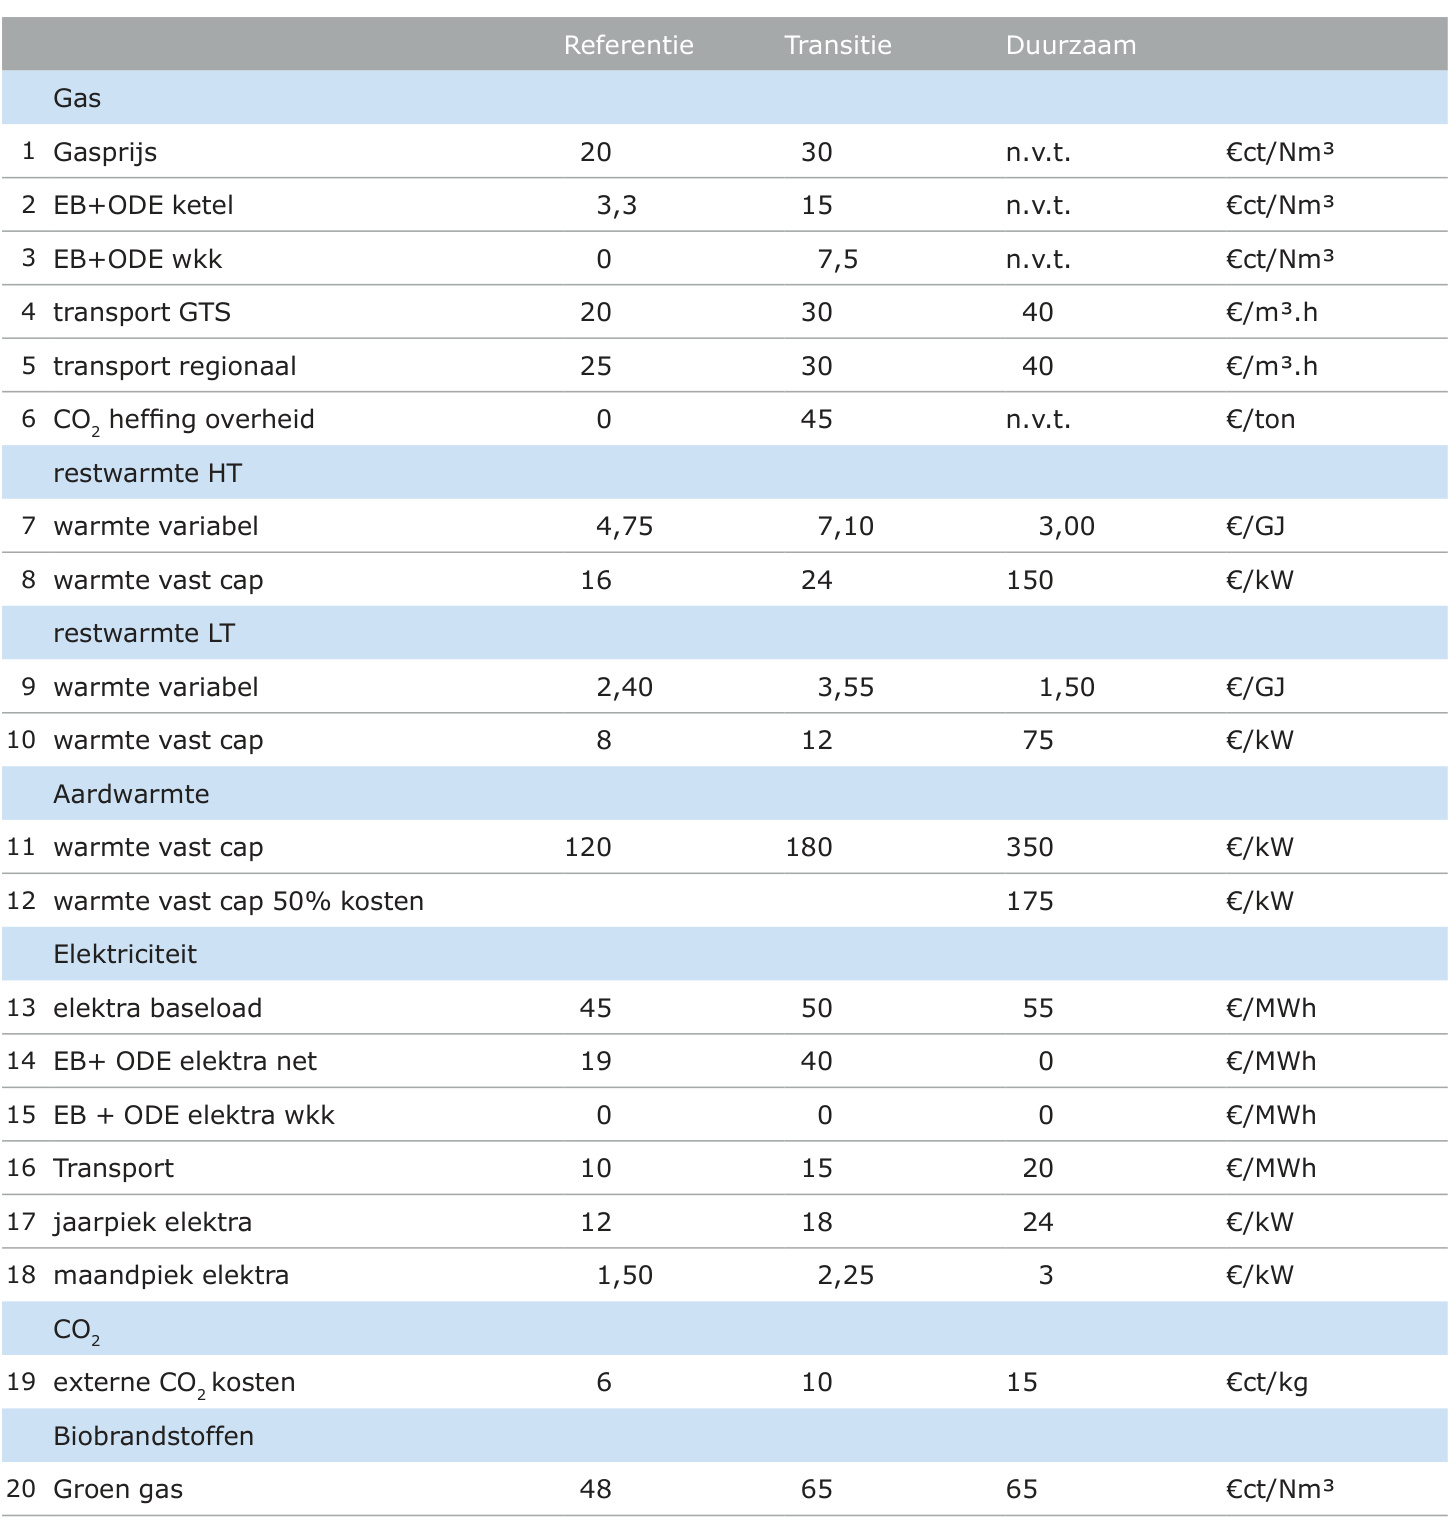 Referentie Transitie Duurzaam
Gas
1 Gasprijs 20 30 n.v.t. €ct/Nm³
2 EB+ODE ketel 3,3 15 n.v.t. €ct/Nm³
3 EB+ODE wkk 0 7,5 n.v.t. €ct/Nm³
4 transport GTS 20 30 40 €/m³.h
5 transport regionaal 25 30 40 €/m³.h
6 CO₂ heffing overheid 0 45 n.v.t. €/ton
restwarmte HT
7 warmte variabel 4,75 7,10 3,00 €/GJ
8 warmte vast cap 16 24 150 €/kW
restwarmte LT
9 warmte variabel 2,40 3,55 1,50 €/GJ
10 warmte vast cap 8 12 75 €/kW
Aardwarmte
11 warmte vast cap 120 180 350 €/kW
12 warmte vast cap 50% kosten 175 €/kW
Elektriciteit
13 elektra baseload 45 50 55 €/MWh
14 EB+ ODE elektra net 19 40 0 €/MWh
15 EB + ODE elektra wkk 0 0 0 €/MWh
16 Transport 10 15 20 €/MWh
17 jaarpiek elektra 12 18 24 €/kW
18 maandpiek elektra 1,50 2,25 3 €/kW
CO₂
19 externe CO₂ kosten 6 10 15 €ct/kg
Biobrandstoffen
20 Groen gas 48 65 65 €ct/Nm³